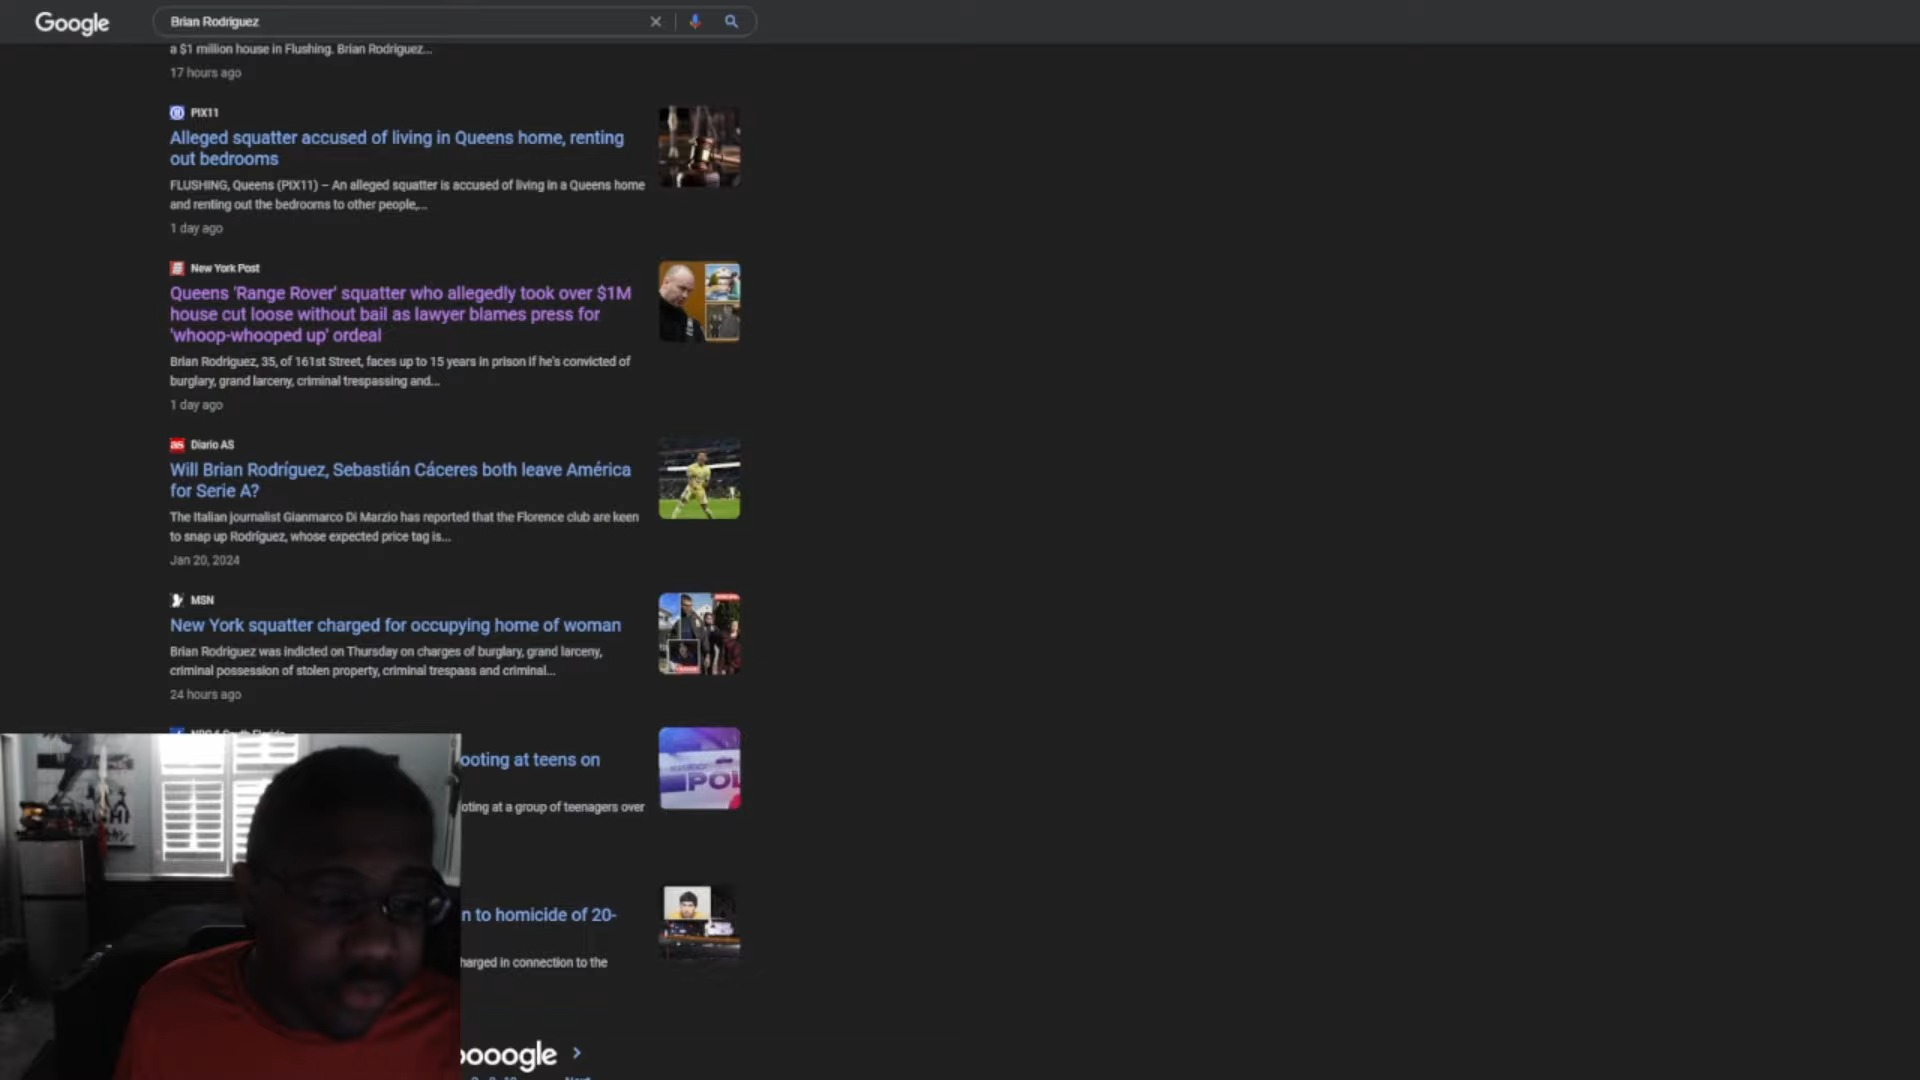 Google
Brian Rodriguez
a $1 million house in Flushing. Brian Rodriguez...
17 hours ago
PIX11
Alleged squatter accused of living in Queens home, renting
out bedrooms
FLUSHING, Queens (PIX11) – An alleged squatter is accused of living in a Queens home
and renting out the bedrooms to other people,...
1 day ago
New York Post
Queens 'Range Rover' squatter who allegedly took over $1M
house cut loose without bail as lawyer blames press for
'whoop-whooped up' ordeal
Brian Rodriguez, 35, of 161st Street, faces up to 15 years in prison if he's convicted of
burglary, grand larceny, criminal trespassing and...
1 day ago
as Diario AS
Will Brian Rodríguez, Sebastián Cáceres both leave América
for Serie A?
The Italian journalist Gianmarco Di Marzio has reported that the Florence club are keen
to snap up Rodríguez, whose expected price tag is...
Jan 20, 2024
MSN
New York squatter charged for occupying home of woman
Brian Rodriguez was indicted on Thursday on charges of burglary, grand larceny,
criminal possession of stolen property, criminal trespass and criminal...
24 hours ago
ooting at teens on
POL
oting at a group of teenagers over
n to homicide of 20-
harged in connection to the
oooogle